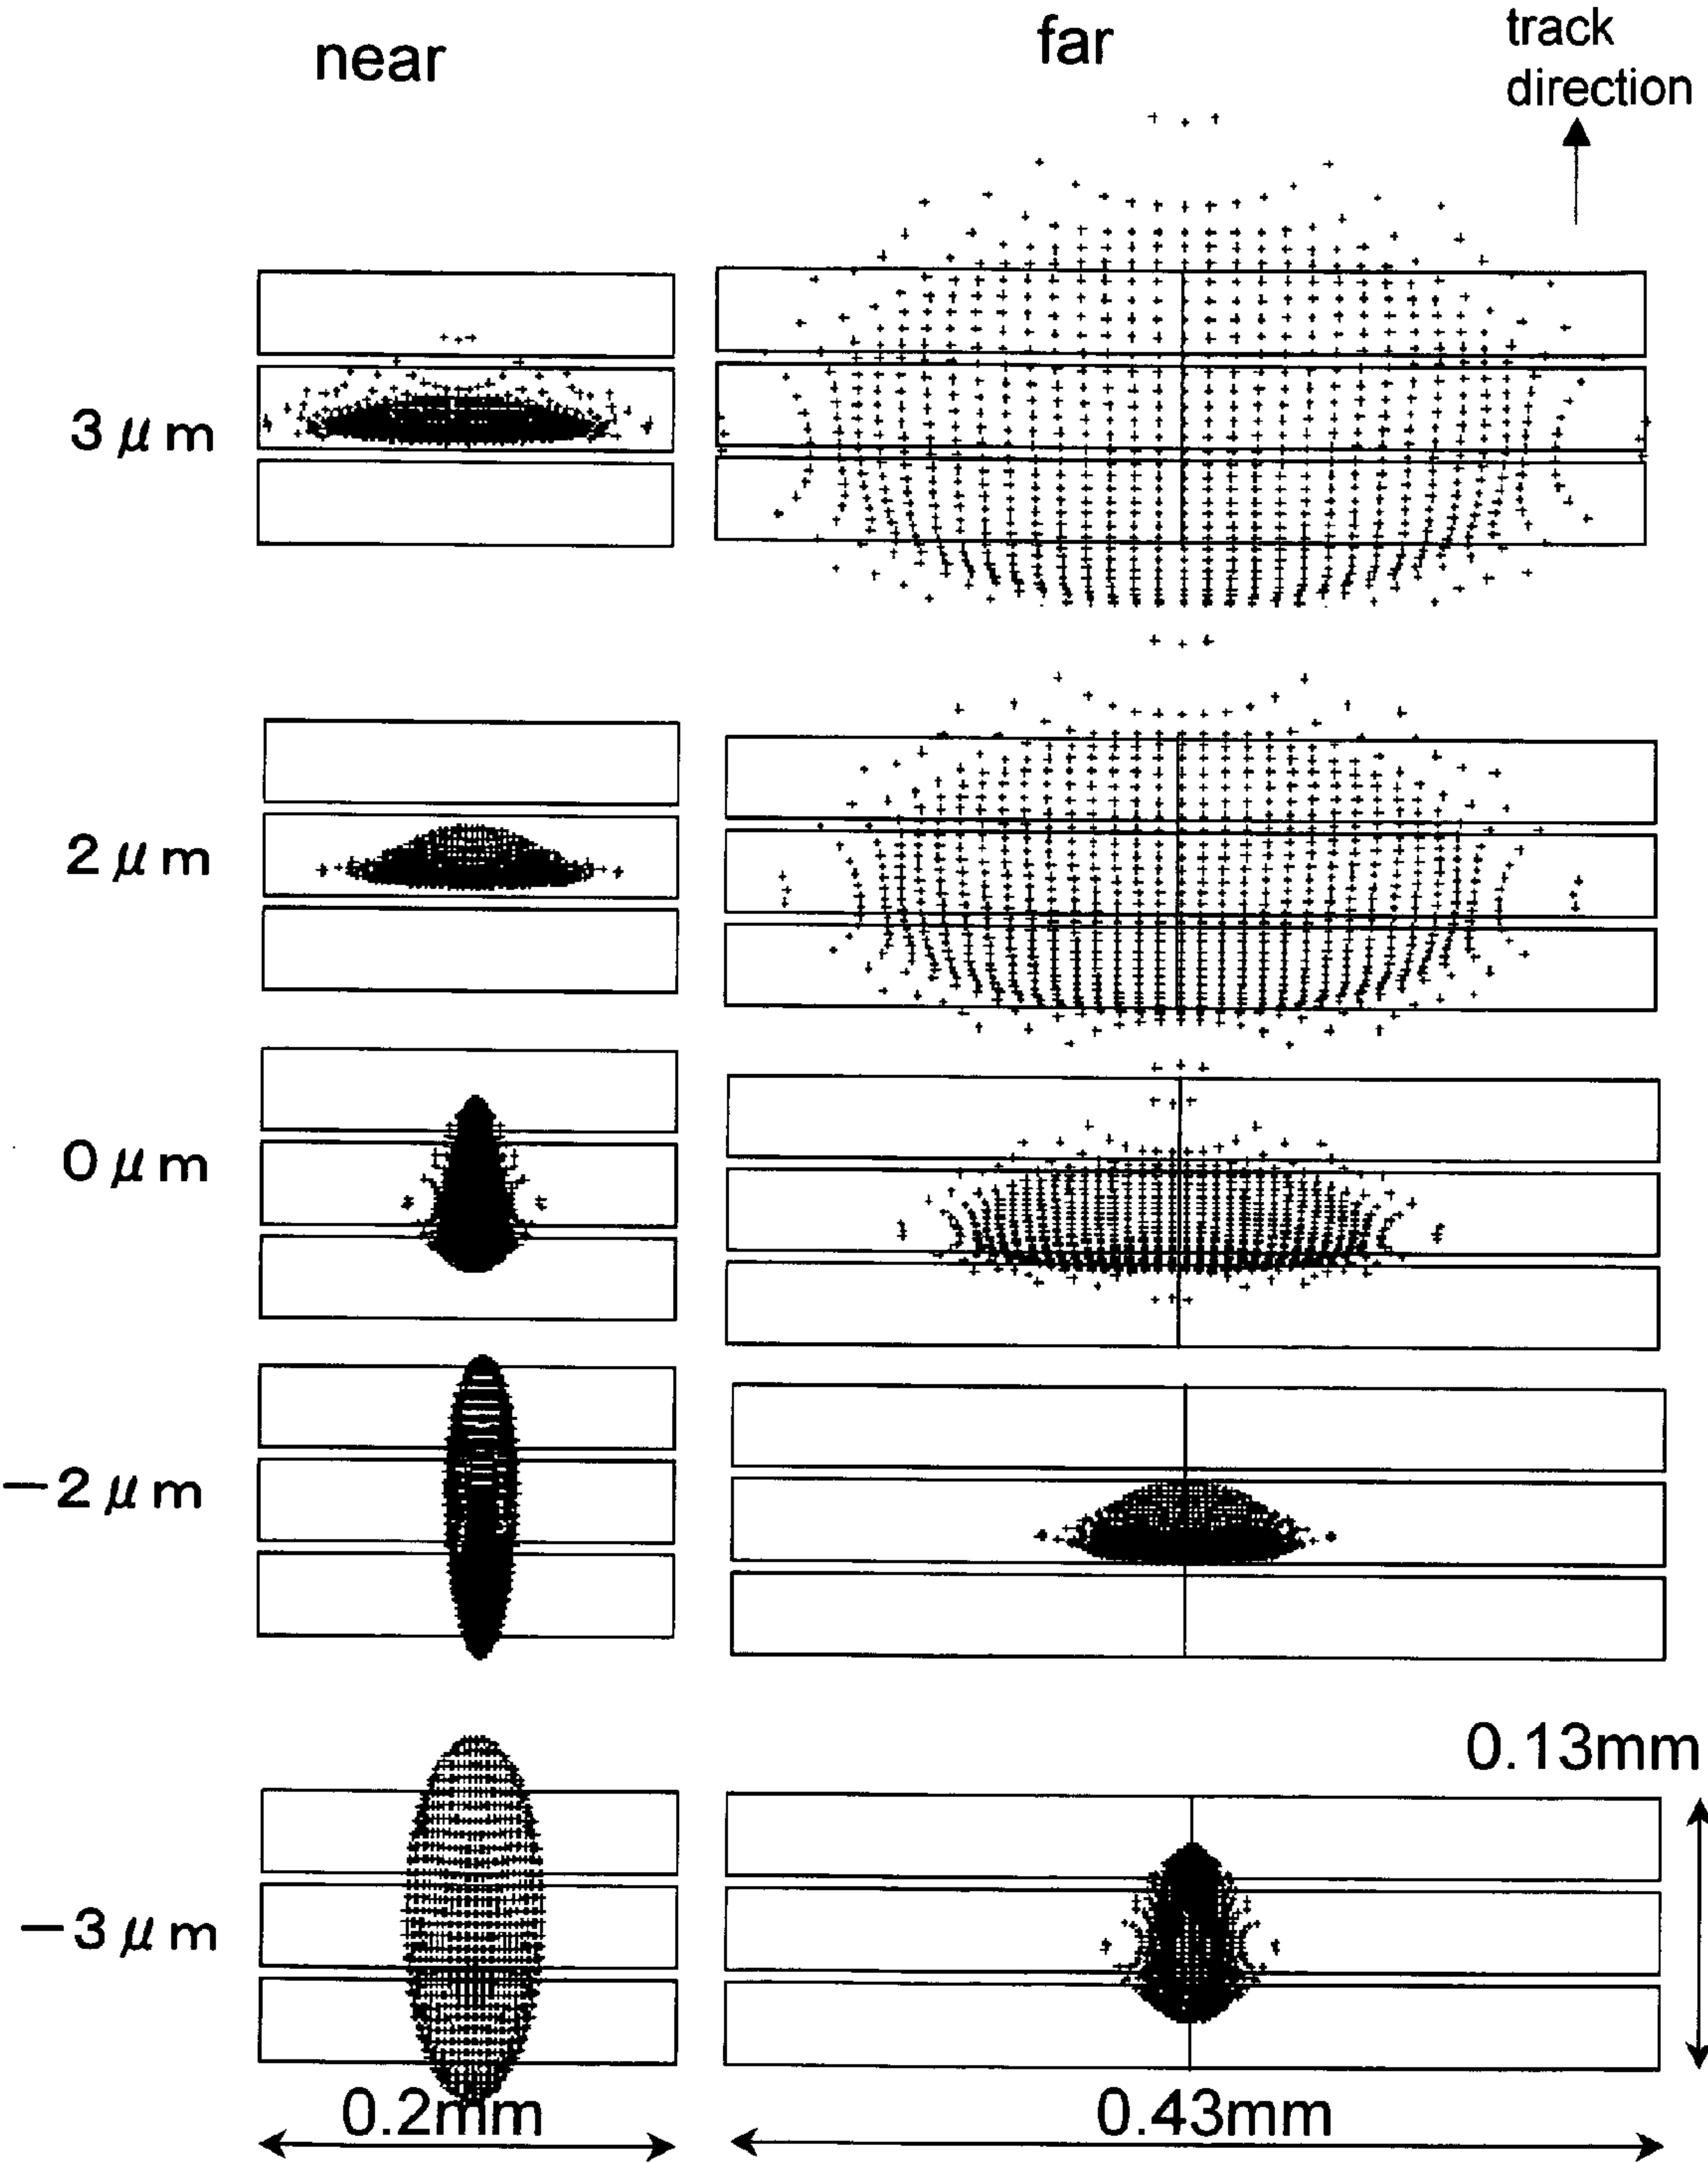 near
far
track
direction
3 μm
2 μm
0 μm
−2 μm
−3 μm
0.13mm
0.2mm
0.43mm